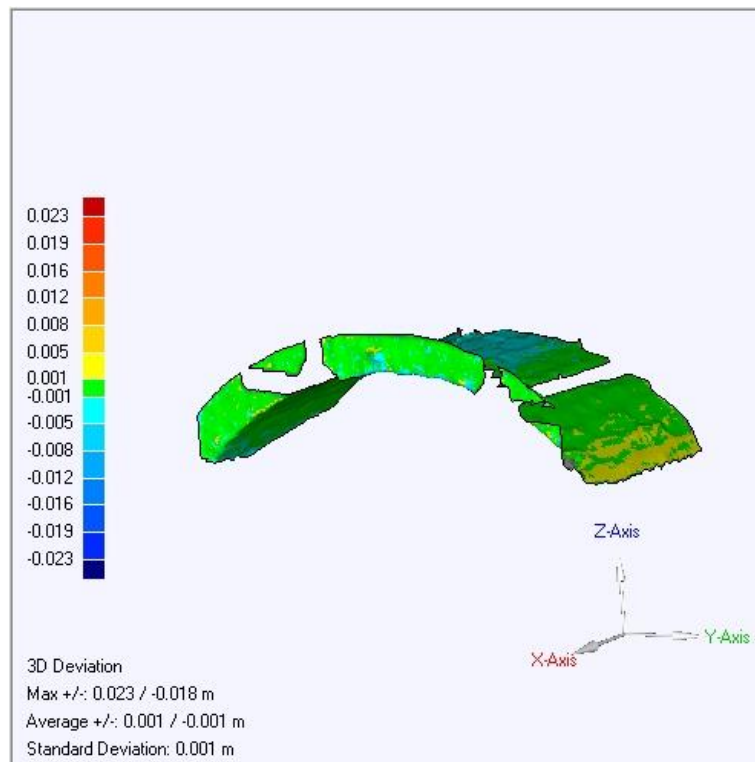 0.023
0.019
0.016
0.012
0.008
0.005
0.001
-0.001
-0.005
-0.008
-0.012
-0.016
-0.019
-0.023
Z-Axis
Y-Axis
X-Axis
3D Deviation
Max +/-: 0.023 / -0.018 m
Average +/-: 0.001 / -0.001 m
Standard Deviation: 0.001 m